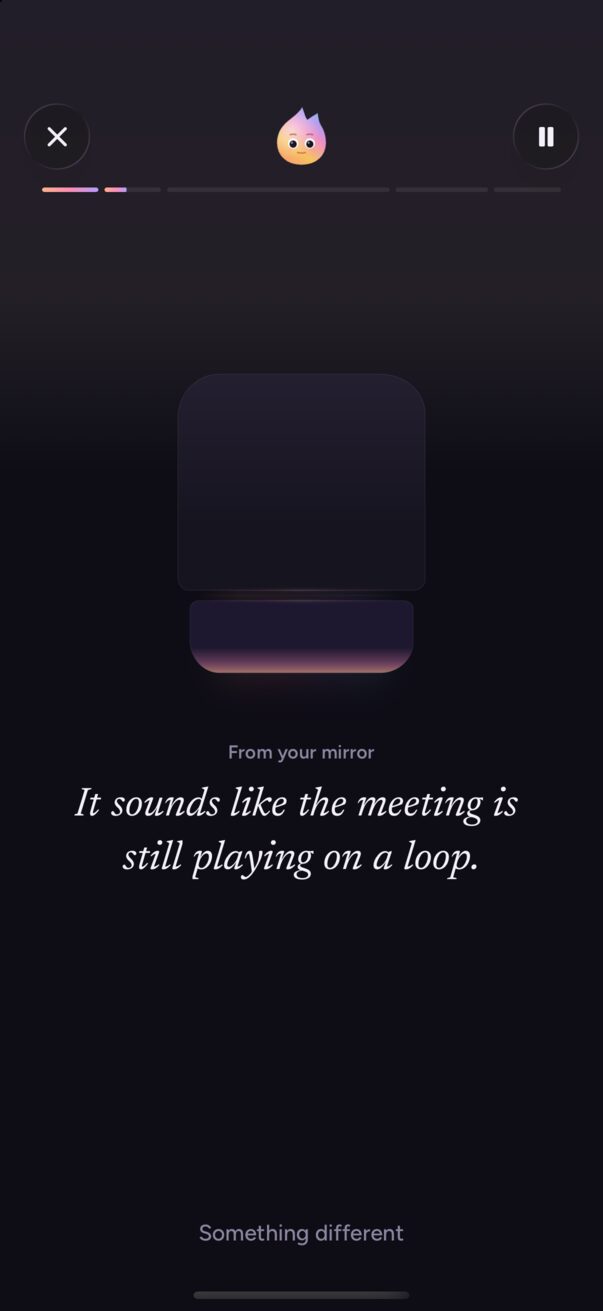 From your mirror
It sounds like the meeting is
still playing on a loop.
Something different